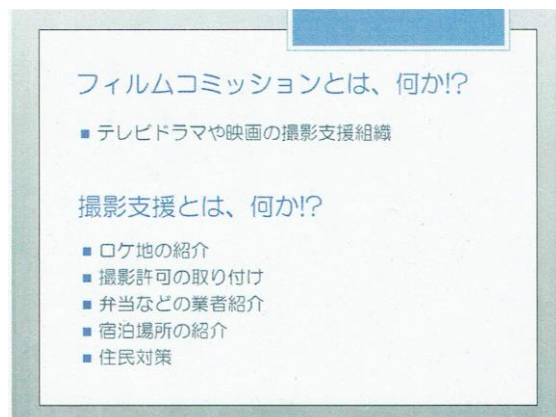 フィルムコミッションとは、何か!?
■ テレビドラマや映画の撮影支援組織
撮影支援とは、何か!?
■ ロケ地の紹介
■ 撮影許可の取り付け
■ 弁当などの業者紹介
■ 宿泊場所の紹介
■ 住民対策